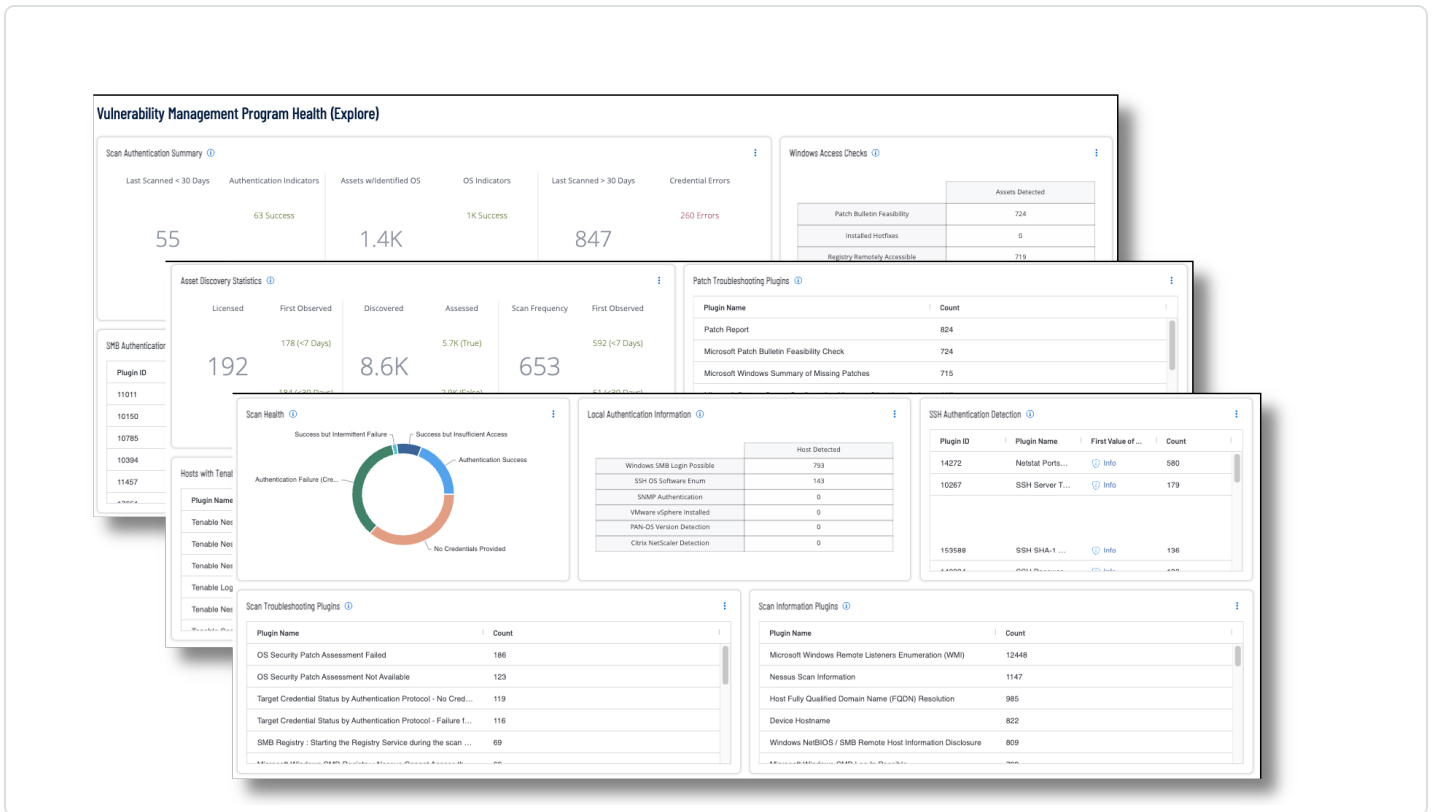 Vulnerability Management Program Health (Explore)
Scan Authentication Summary
Last Scanned < 30 Days Authentication Indicators Assets w/Identified OS OS Indicators Last Scanned > 30 Days Credential Errors
63 Success 1K Success 260 Errors
55 1.4K 847
Windows Access Checks
Assets Detected
Patch Bulletin Feasibility 724
Installed Hotfixes 0
Registry Remotely Accessible 719
SMB Authentication
Plugin ID
11011
10150
10785
10394
11457
Asset Discovery Statistics
Licensed First Observed Discovered Assessed Scan Frequency First Observed
178 (<7 Days) 5.7K (True) 592 (<7 Days)
192 8.6K 653
Patch Troubleshooting Plugins
Plugin Name Count
Patch Report 824
Microsoft Patch Bulletin Feasibility Check 724
Microsoft Windows Summary of Missing Patches 715
Hosts with Tenab
Plugin Name
Tenable Nes
Tenable Nes
Tenable Nes
Tenable Log
Tenable Nes
Scan Health
Success but Intermittent Failure Success but Insufficient Access
Authentication Success
Authentication Failure (Cre...
No Credentials Provided
Local Authentication Information
Host Detected
Windows SMB Login Possible 793
SSH OS Software Enum 143
SNMP Authentication 0
VMware vSphere Installed 0
PAN-OS Version Detection 0
Citrix NetScaler Detection 0
SSH Authentication Detection
Plugin ID Plugin Name First Value of ... Count
14272 Netstat Ports... Info 580
10267 SSH Server T... Info 179
153588 SSH SHA-1 ... Info 136
Scan Troubleshooting Plugins
Plugin Name Count
OS Security Patch Assessment Failed 186
OS Security Patch Assessment Not Available 123
Target Credential Status by Authentication Protocol - No Cred... 119
Target Credential Status by Authentication Protocol - Failure f... 116
SMB Registry : Starting the Registry Service during the scan ... 69
Scan Information Plugins
Plugin Name Count
Microsoft Windows Remote Listeners Enumeration (WMI) 12448
Nessus Scan Information 1147
Host Fully Qualified Domain Name (FQDN) Resolution 985
Device Hostname 822
Windows NetBIOS / SMB Remote Host Information Disclosure 809